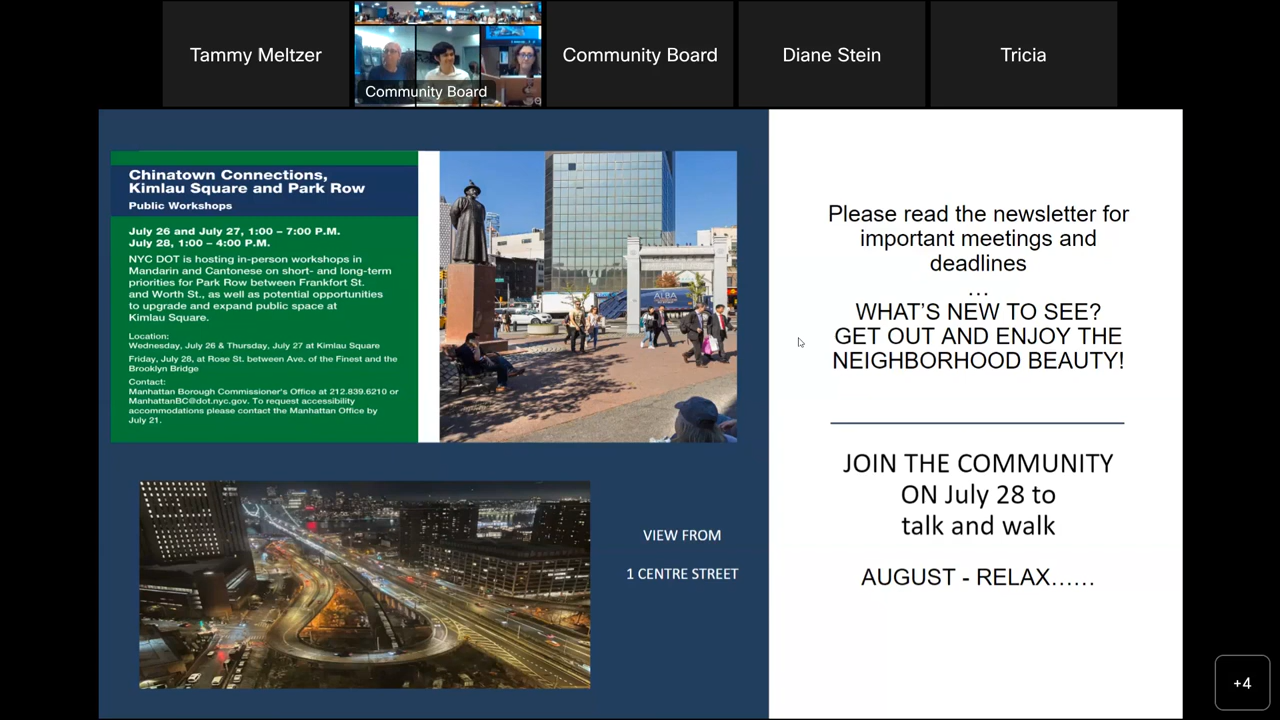 Tammy Meltzer
Community Board
Community Board
Diane Stein
Tricia
Chinatown Connections,
Kimlau Square and Park Row
Public Workshops
July 26 and July 27, 1:00 – 7:00 P.M.
July 28, 1:00 – 4:00 P.M.
NYC DOT is hosting in-person workshops in
Mandarin and Cantonese on short- and long-term
priorities for Park Row between Frankfort St.
and Worth St., as well as potential opportunities
to upgrade and expand public space at
Kimlau Square.
Location:
Wednesday, July 26 & Thursday, July 27 at Kimlau Square
Friday, July 28, at Rose St. between Ave. of the Finest and the
Brooklyn Bridge
Contact:
Manhattan Borough Commissioner's Office at 212.839.6210 or
ManhattanBC@dot.nyc.gov. To request accessibility
accommodations please contact the Manhattan Office by
July 21.
ALBA
VIEW FROM
1 CENTRE STREET
Please read the newsletter for
important meetings and
deadlines
…
WHAT'S NEW TO SEE?
GET OUT AND ENJOY THE
NEIGHBORHOOD BEAUTY!
JOIN THE COMMUNITY
ON July 28 to
talk and walk
AUGUST - RELAX......
+4